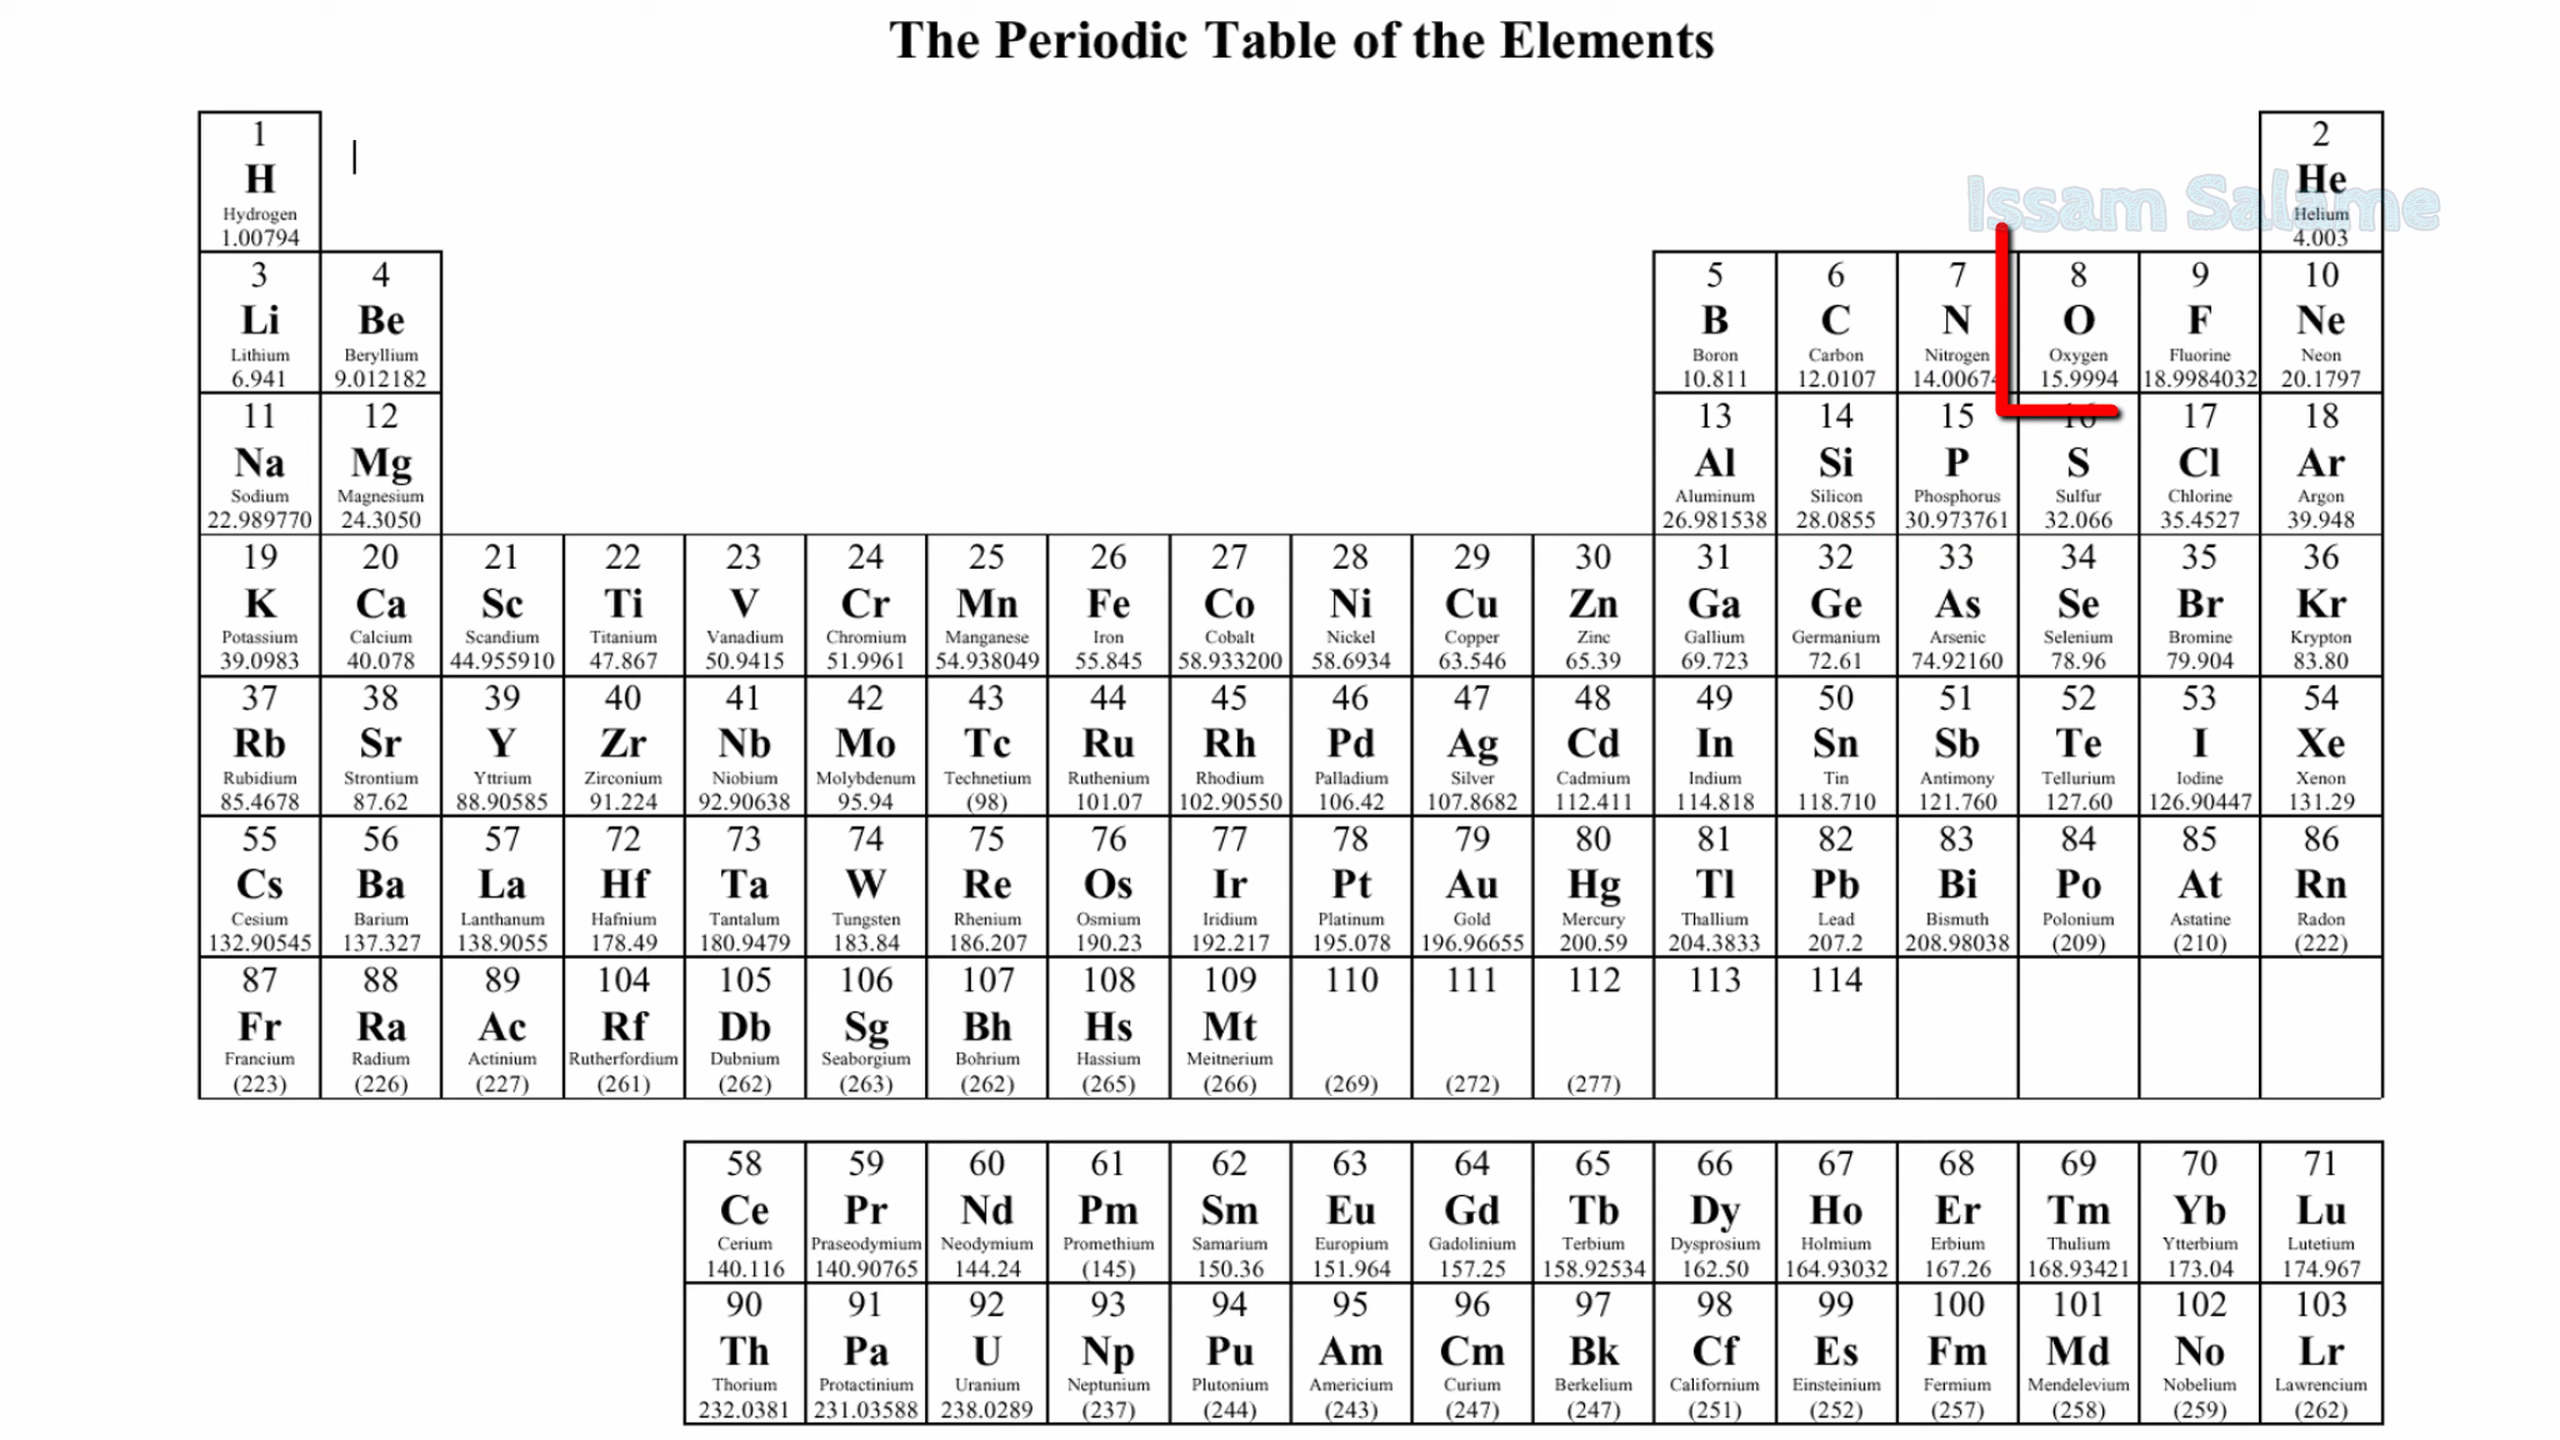 The Periodic Table of the Elements
Issam Salame
1 2
H He
Hydrogen Helium
1.00794 4.003
3 4 5 6 7 8 9 10
Li Be B C N O F Ne
Lithium Beryllium Boron Carbon Nitrogen Oxygen Fluorine Neon
6.941 9.012182 10.811 12.0107 14.00674 15.9994 18.9984032 20.1797
11 12 13 14 15 16 17 18
Na Mg Al Si P S Cl Ar
Sodium Magnesium Aluminum Silicon Phosphorus Sulfur Chlorine Argon
22.989770 24.3050 26.981538 28.0855 30.973761 32.066 35.4527 39.948
19 20 21 22 23 24 25 26 27 28 29 30 31 32 33 34 35 36
K Ca Sc Ti V Cr Mn Fe Co Ni Cu Zn Ga Ge As Se Br Kr
Potassium Calcium Scandium Titanium Vanadium Chromium Manganese Iron Cobalt Nickel Copper Zinc Gallium Germanium Arsenic Selenium Bromine Krypton
39.0983 40.078 44.955910 47.867 50.9415 51.9961 54.938049 55.845 58.933200 58.6934 63.546 65.39 69.723 72.61 74.92160 78.96 79.904 83.80
37 38 39 40 41 42 43 44 45 46 47 48 49 50 51 52 53 54
Rb Sr Y Zr Nb Mo Tc Ru Rh Pd Ag Cd In Sn Sb Te I Xe
Rubidium Strontium Yttrium Zirconium Niobium Molybdenum Technetium Ruthenium Rhodium Palladium Silver Cadmium Indium Tin Antimony Tellurium Iodine Xenon
85.4678 87.62 88.90585 91.224 92.90638 95.94 (98) 101.07 102.90550 106.42 107.8682 112.411 114.818 118.710 121.760 127.60 126.90447 131.29
55 56 57 72 73 74 75 76 77 78 79 80 81 82 83 84 85 86
Cs Ba La Hf Ta W Re Os Ir Pt Au Hg Tl Pb Bi Po At Rn
Cesium Barium Lanthanum Hafnium Tantalum Tungsten Rhenium Osmium Iridium Platinum Gold Mercury Thallium Lead Bismuth Polonium Astatine Radon
132.90545 137.327 138.9055 178.49 180.9479 183.84 186.207 190.23 192.217 195.078 196.96655 200.59 204.3833 207.2 208.98038 (209) (210) (222)
87 88 89 104 105 106 107 108 109 110 111 112 113 114
Fr Ra Ac Rf Db Sg Bh Hs Mt
Francium Radium Actinium Rutherfordium Dubnium Seaborgium Bohrium Hassium Meitnerium
(223) (226) (227) (261) (262) (263) (262) (265) (266) (269) (272) (277)
58 59 60 61 62 63 64 65 66 67 68 69 70 71
Ce Pr Nd Pm Sm Eu Gd Tb Dy Ho Er Tm Yb Lu
Cerium Praseodymium Neodymium Promethium Samarium Europium Gadolinium Terbium Dysprosium Holmium Erbium Thulium Ytterbium Lutetium
140.116 140.90765 144.24 (145) 150.36 151.964 157.25 158.92534 162.50 164.93032 167.26 168.93421 173.04 174.967
90 91 92 93 94 95 96 97 98 99 100 101 102 103
Th Pa U Np Pu Am Cm Bk Cf Es Fm Md No Lr
Thorium Protactinium Uranium Neptunium Plutonium Americium Curium Berkelium Californium Einsteinium Fermium Mendelevium Nobelium Lawrencium
232.0381 231.03588 238.0289 (237) (244) (243) (247) (247) (251) (252) (257) (258) (259) (262)